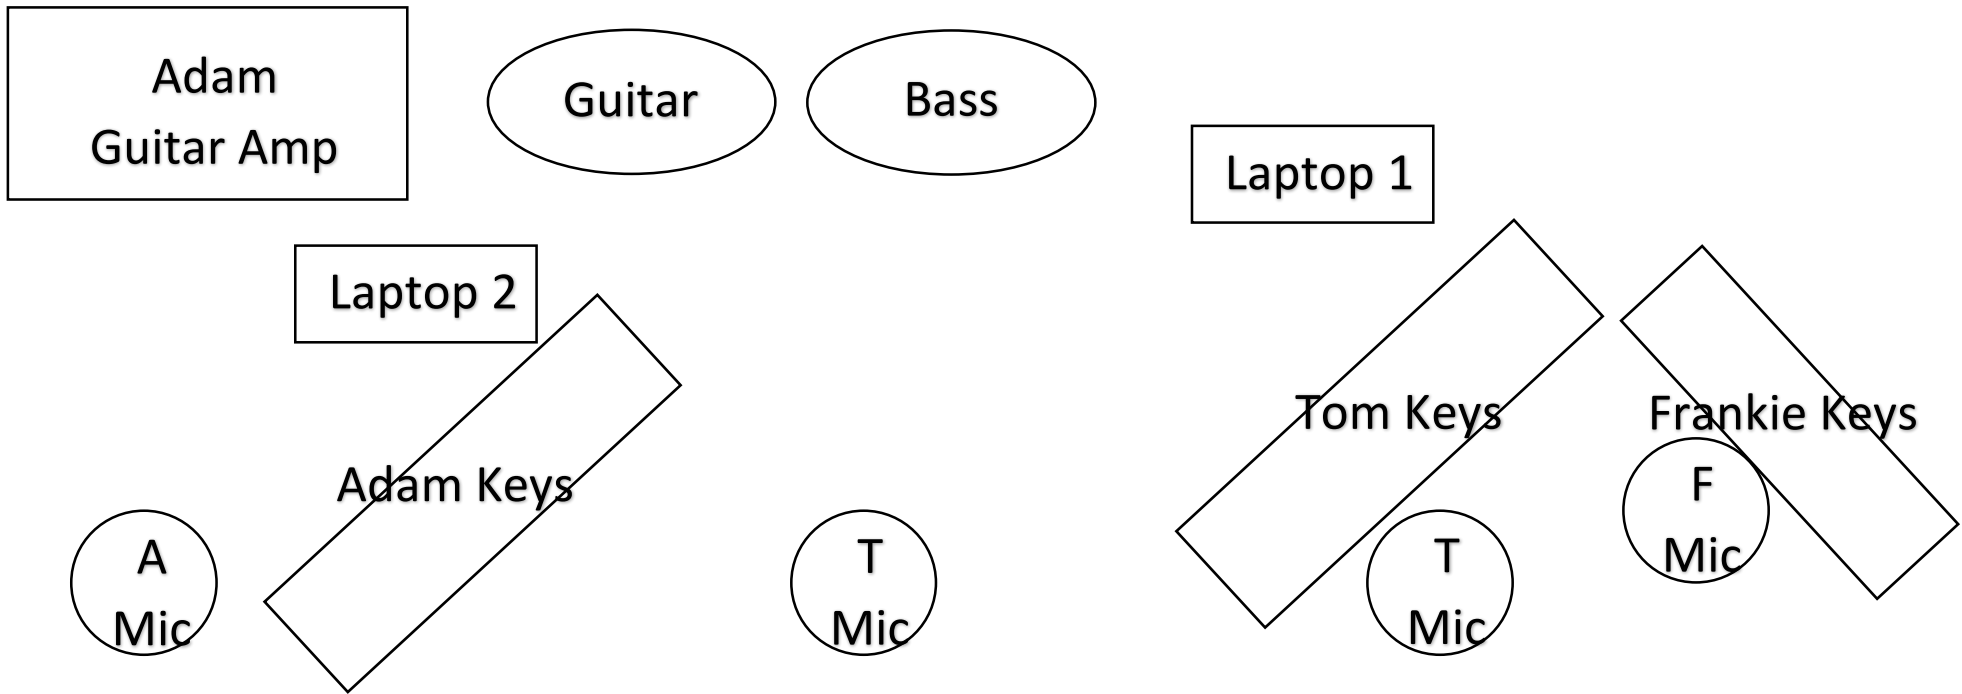 Adam
Guitar Amp
Guitar
Bass
Laptop 1
Laptop 2
Tom Keys
Frankie Keys
Adam Keys
A
Mic
T
Mic
T
Mic
F
Mic